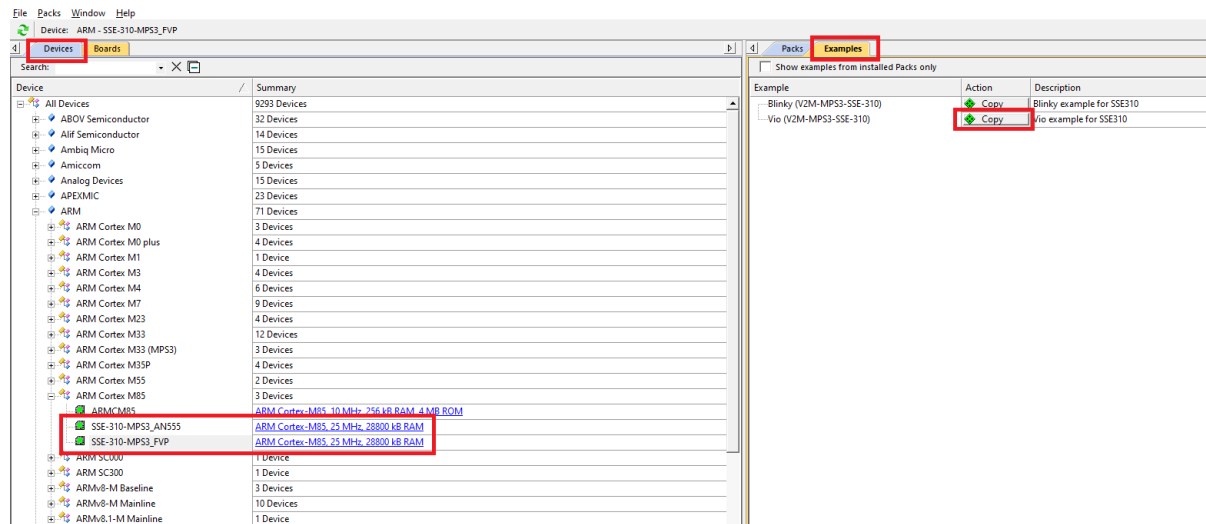 File Packs Window Help
Device: ARM - SSE-310-MPS3_FVP
Devices Boards
Search:
Device / Summary
All Devices 9293 Devices
ABOV Semiconductor 32 Devices
Alif Semiconductor 14 Devices
Ambiq Micro 15 Devices
Amiccom 5 Devices
Analog Devices 15 Devices
APEXMIC 23 Devices
ARM 71 Devices
ARM Cortex M0 3 Devices
ARM Cortex M0 plus 4 Devices
ARM Cortex M1 1 Device
ARM Cortex M3 4 Devices
ARM Cortex M4 6 Devices
ARM Cortex M7 9 Devices
ARM Cortex M23 4 Devices
ARM Cortex M33 12 Devices
ARM Cortex M33 (MPS3) 3 Devices
ARM Cortex M35P 4 Devices
ARM Cortex M55 2 Devices
ARM Cortex M85 3 Devices
ARMCM85 ARM Cortex-M85, 10 MHz, 256 kB RAM, 4 MB ROM
SSE-310-MPS3_AN555 ARM Cortex-M85, 25 MHz, 28800 kB RAM
SSE-310-MPS3_FVP ARM Cortex-M85, 25 MHz, 28800 kB RAM
ARM SC000 1 Device
ARM SC300 1 Device
ARMv8-M Baseline 3 Devices
ARMv8-M Mainline 10 Devices
ARMv8.1-M Mainline 1 Device
Packs Examples
Show examples from installed Packs only
Example Action Description
Blinky (V2M-MPS3-SSE-310) Copy Blinky example for SSE310
Vio (V2M-MPS3-SSE-310) Copy Vio example for SSE310